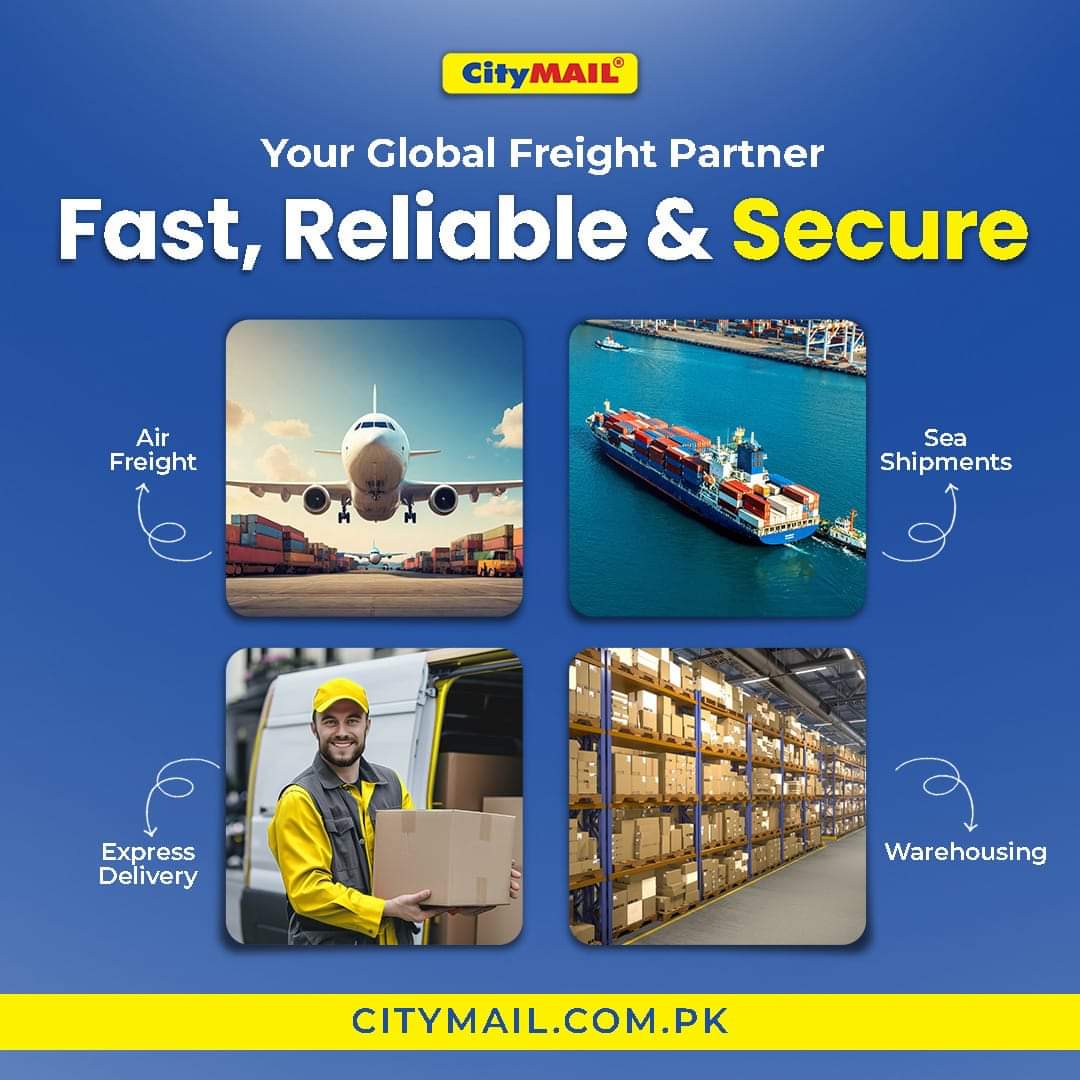 CityMAIL®
Your Global Freight Partner
Fast, Reliable & Secure
Air
Freight
Sea
Shipments
Express
Delivery
Warehousing
CITYMAIL.COM.PK